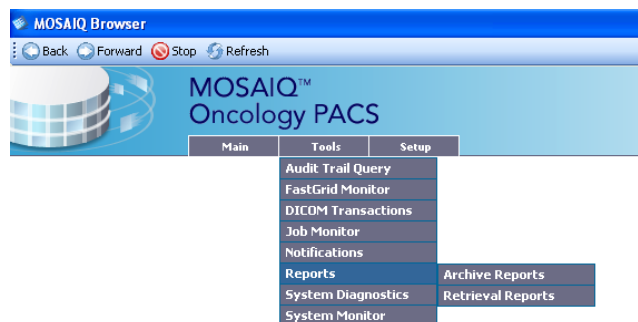 MOSAIQ Browser
Back Forward Stop Refresh
MOSAIQ™
Oncology PACS
Main Tools Setup
Audit Trail Query
FastGrid Monitor
DICOM Transactions
Job Monitor
Notifications
Reports Archive Reports
System Diagnostics Retrieval Reports
System Monitor